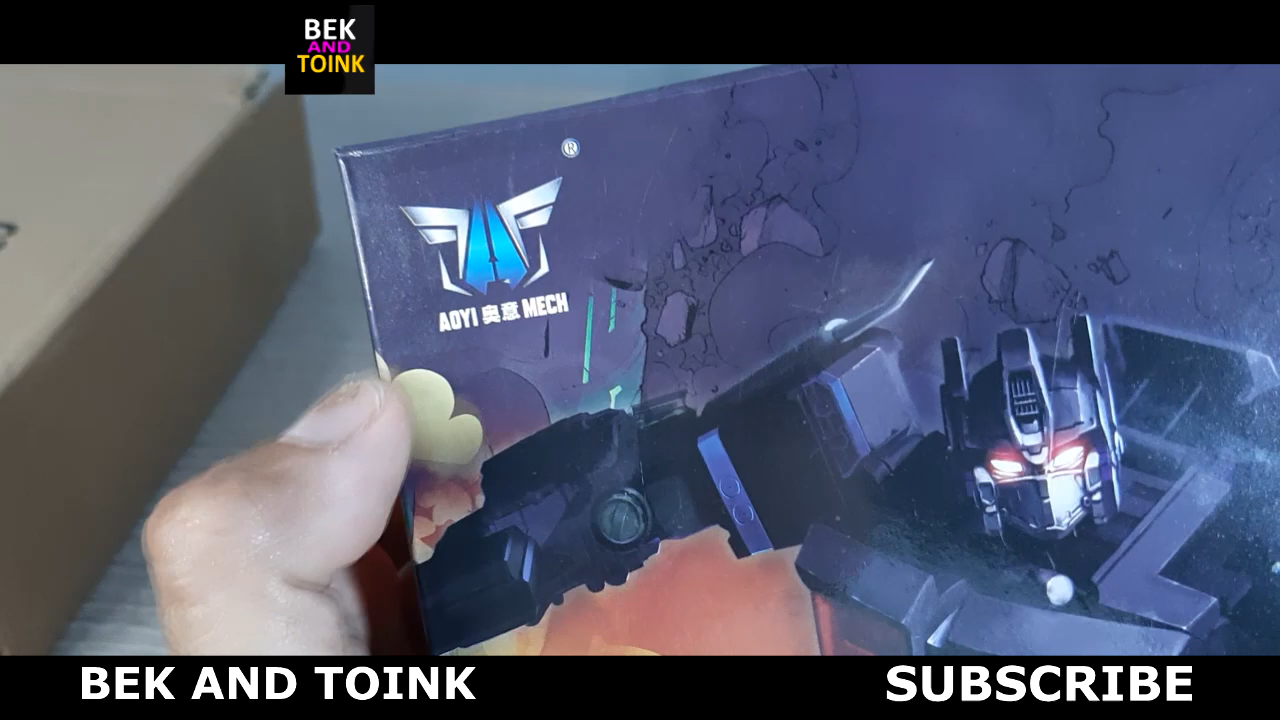 BEK
AND
TOINK
®
AOYI 奥意 MECH
BEK AND TOINK
SUBSCRIBE